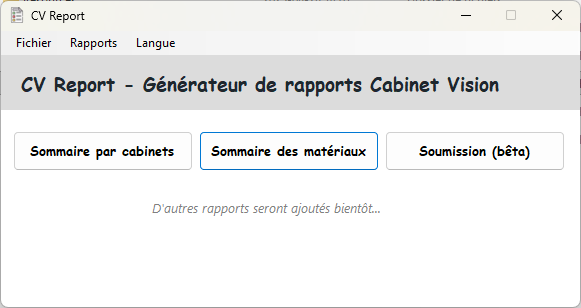 CV Report
Fichier Rapports Langue
CV Report - Générateur de rapports Cabinet Vision
Sommaire par cabinets Sommaire des matériaux Soumission (bêta)
D'autres rapports seront ajoutés bientôt...